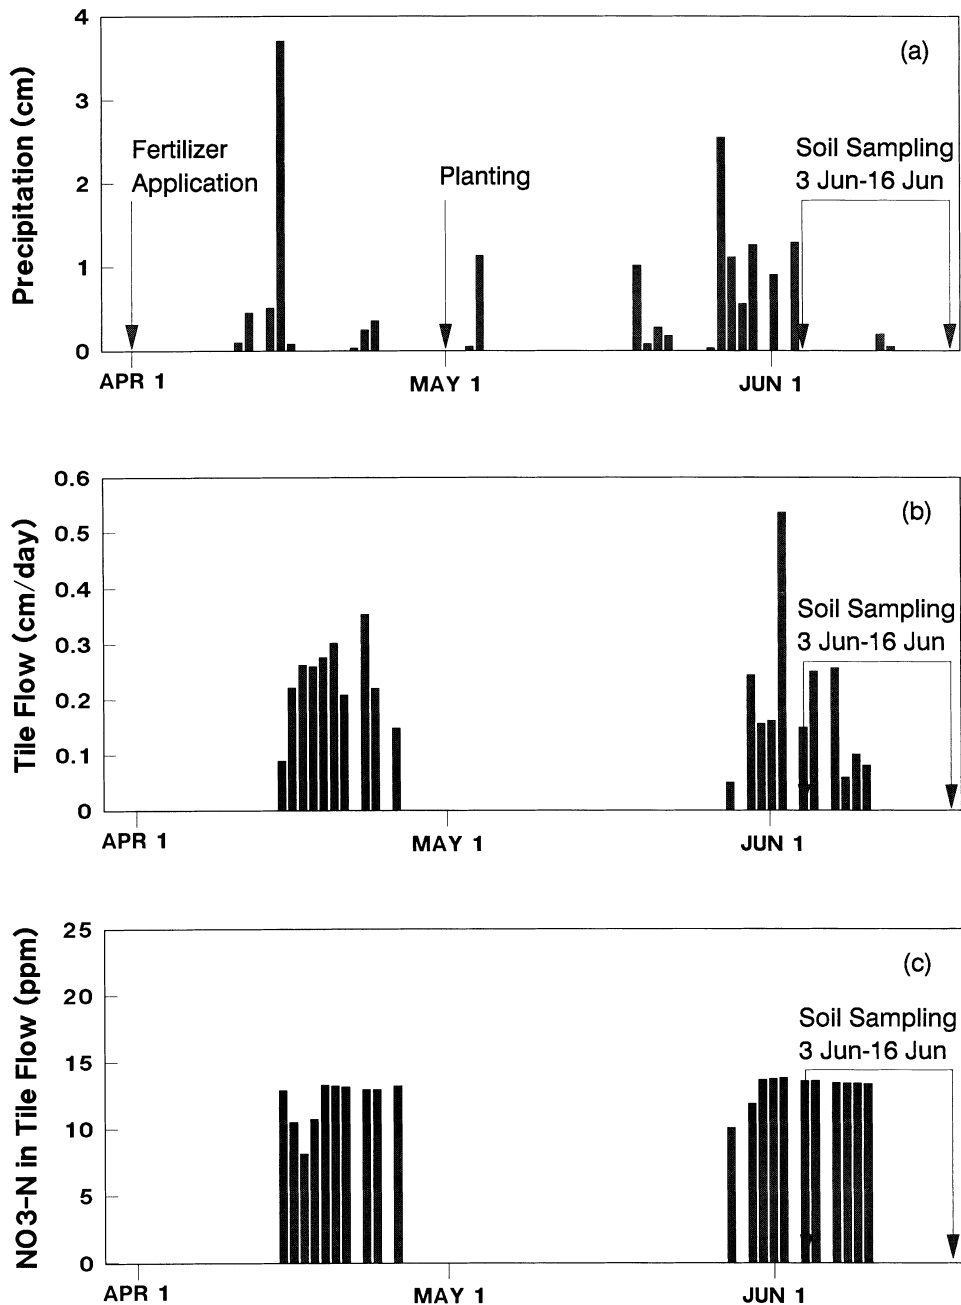 4
(a)
3
Fertilizer
Application
Planting
Soil Sampling
3 Jun-16 Jun
2
1
0
Precipitation (cm)
APR 1
MAY 1
JUN 1
0.6
(b)
0.5
0.4
Soil Sampling
3 Jun-16 Jun
0.3
0.2
0.1
0
Tile Flow (cm/day)
APR 1
MAY 1
JUN 1
25
(c)
20
Soil Sampling
3 Jun-16 Jun
15
10
5
0
NO3-N in Tile Flow (ppm)
APR 1
MAY 1
JUN 1